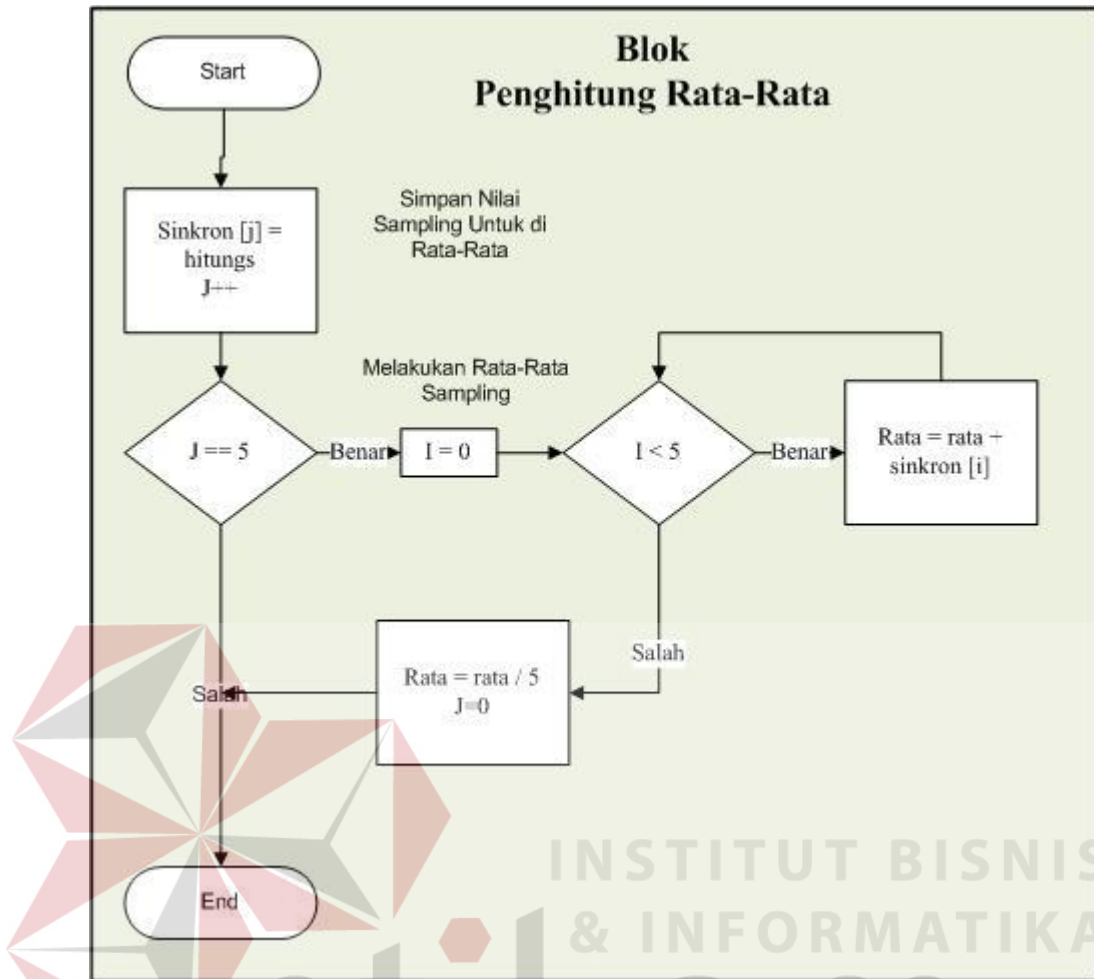 Blok
Penghitung Rata-Rata
Start
Simpan Nilai
Sampling Untuk di
Rata-Rata
Sinkron [j] =
hitungs
J++
Melakukan Rata-Rata
Sampling
J == 5
Benar
I = 0
I < 5
Benar
Rata = rata +
sinkron [i]
Salah
Rata = rata / 5
J=0
Salah
End
INSTITUT BISNIS
& INFORMATIKA